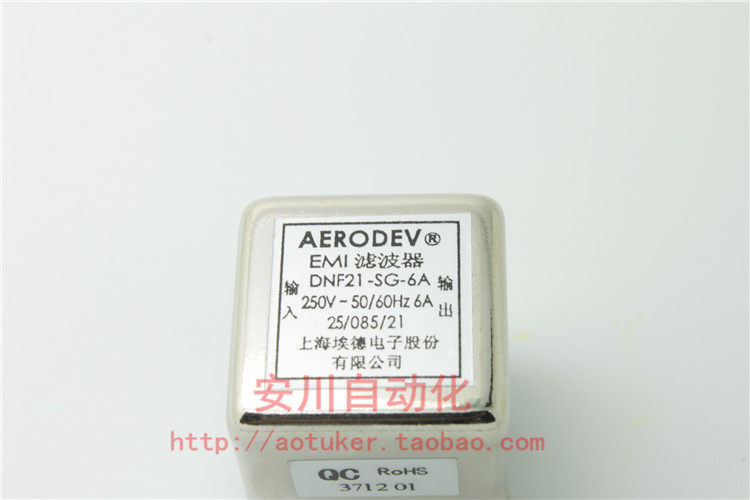 AERODEV®
EMI 滤波器
DNF21-SG-6A
输入
250V~50/60Hz 6A
输出
25/085/21
上海埃德电子股份
有限公司
安川自动化
http://aotuker.taobao.com/
QC RoHS
3712 01